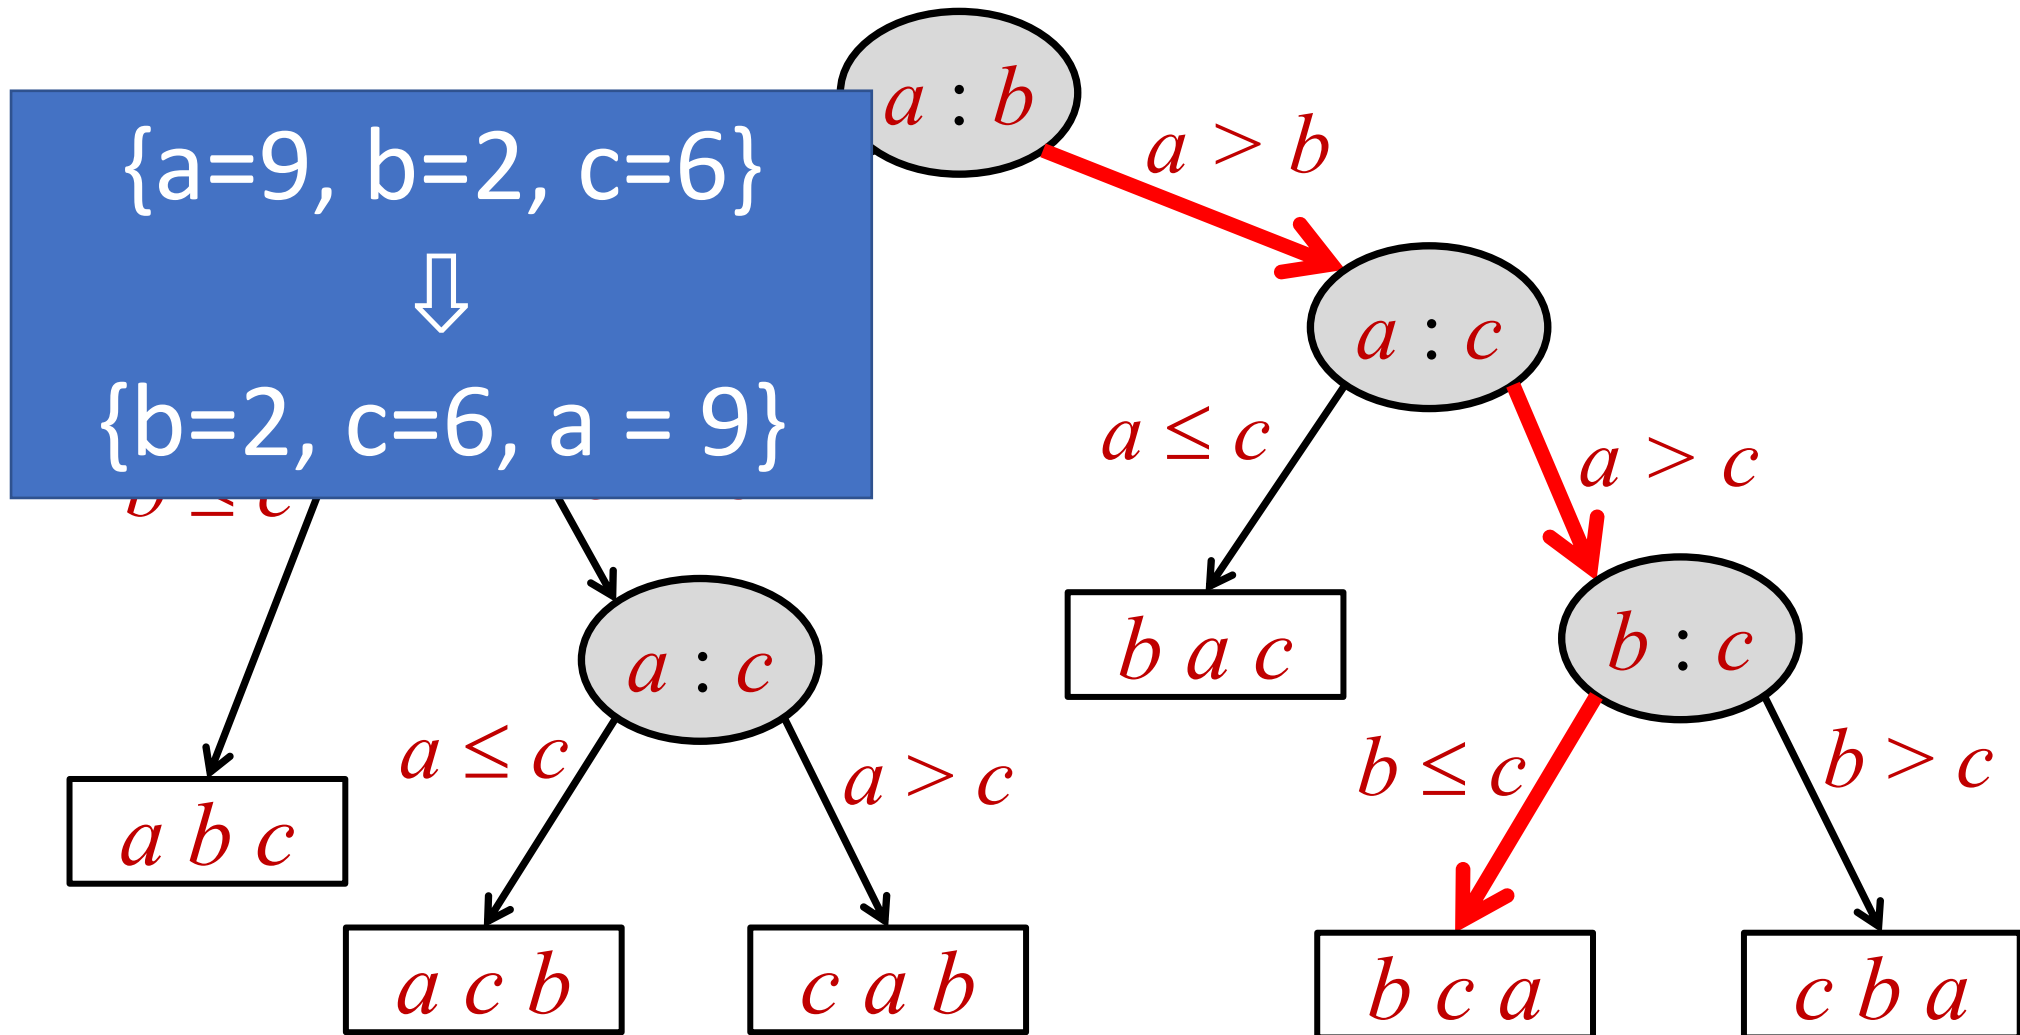 a : b
{a=9, b=2, c=6}
a > b
a : c
{b=2, c=6, a = 9}
a ≤ c
a > c
b ≤ c
a : c
b a c
b : c
a ≤ c
a > c
b ≤ c
b > c
a b c
a c b
c a b
b c a
c b a